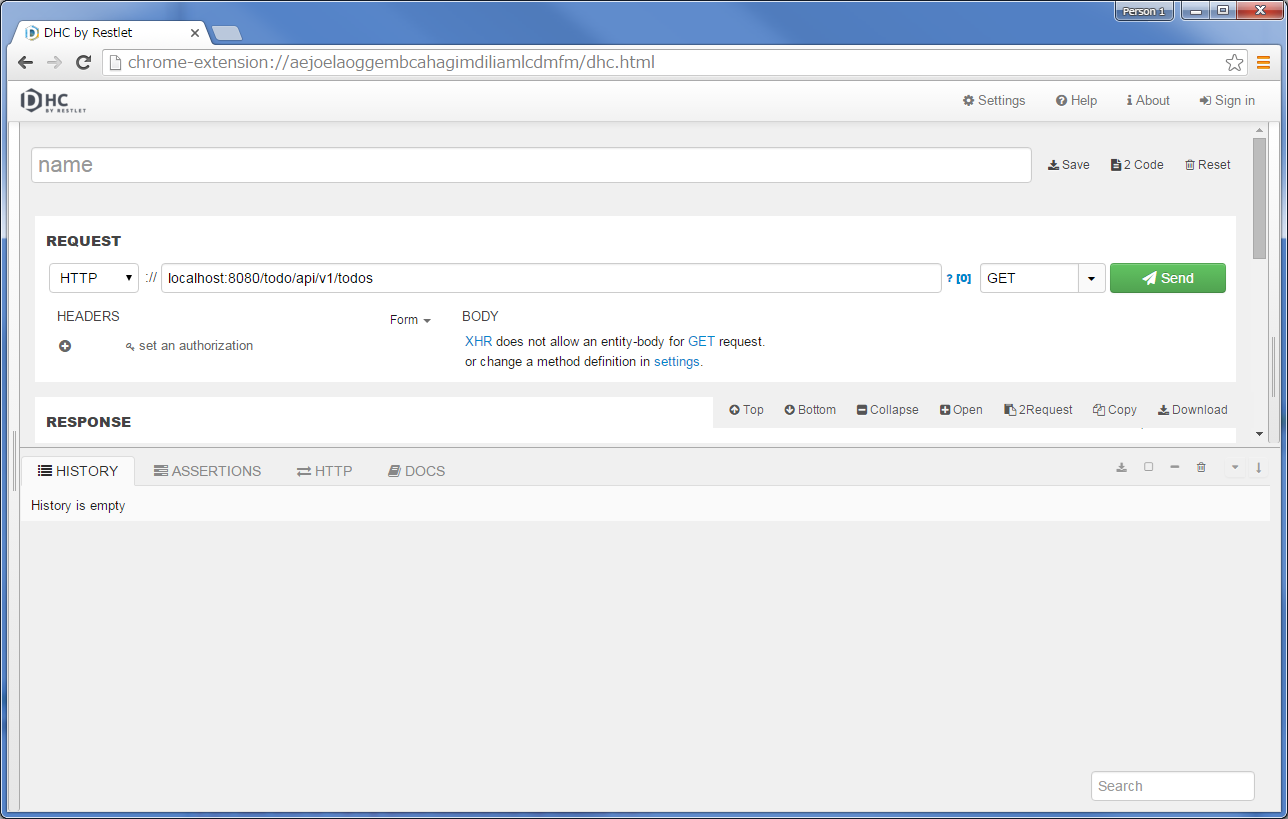 Person 1
DHC by Restlet
chrome-extension://aejoelaoggembcahagimdiliamlcdmfm/dhc.html
DHC BY RESTLET Settings Help About Sign in
name Save 2 Code Reset
REQUEST
HTTP :// localhost:8080/todo/api/v1/todos ? [0] GET Send
HEADERS Form BODY
set an authorization XHR does not allow an entity-body for GET request.
or change a method definition in settings.
RESPONSE Top Bottom Collapse Open 2Request Copy Download
HISTORY ASSERTIONS HTTP DOCS
History is empty
Search